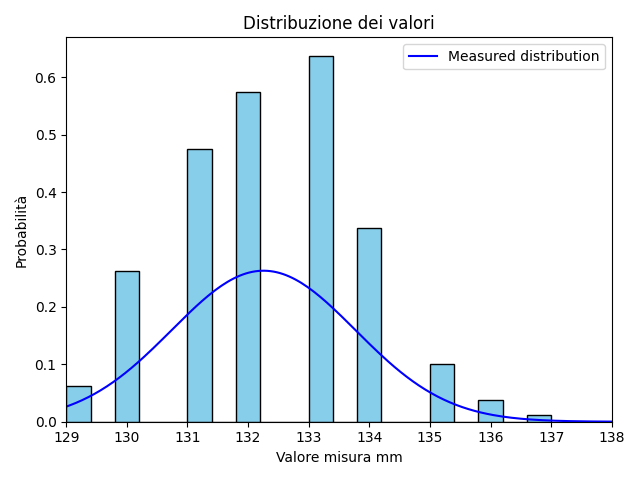 Distribuzione dei valori
Measured distribution
Probabilità
0.6
0.5
0.4
0.3
0.2
0.1
0.0
129 130 131 132 133 134 135 136 137 138
Valore misura mm